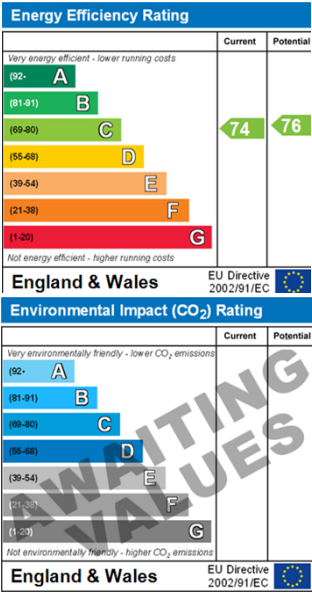 Energy Efficiency Rating
Current Potential
Very energy efficient - lower running costs
(92- A
(81-91) B
(69-80) C 74 76
(55-68) D
(39-54) E
(21-38) F
(1-20) G
Not energy efficient - higher running costs
England & Wales
EU Directive
2002/91/EC
Environmental Impact (CO2) Rating
Current Potential
Very environmentally friendly - lower CO2 emissions
(92- A
(81-91) B
(69-80) C
(55-68) D
(39-54) E
(21-38) F
(1-20) G
AWAITING
VALUES
Not environmentally friendly - higher CO2 emissions
England & Wales
EU Directive
2002/91/EC